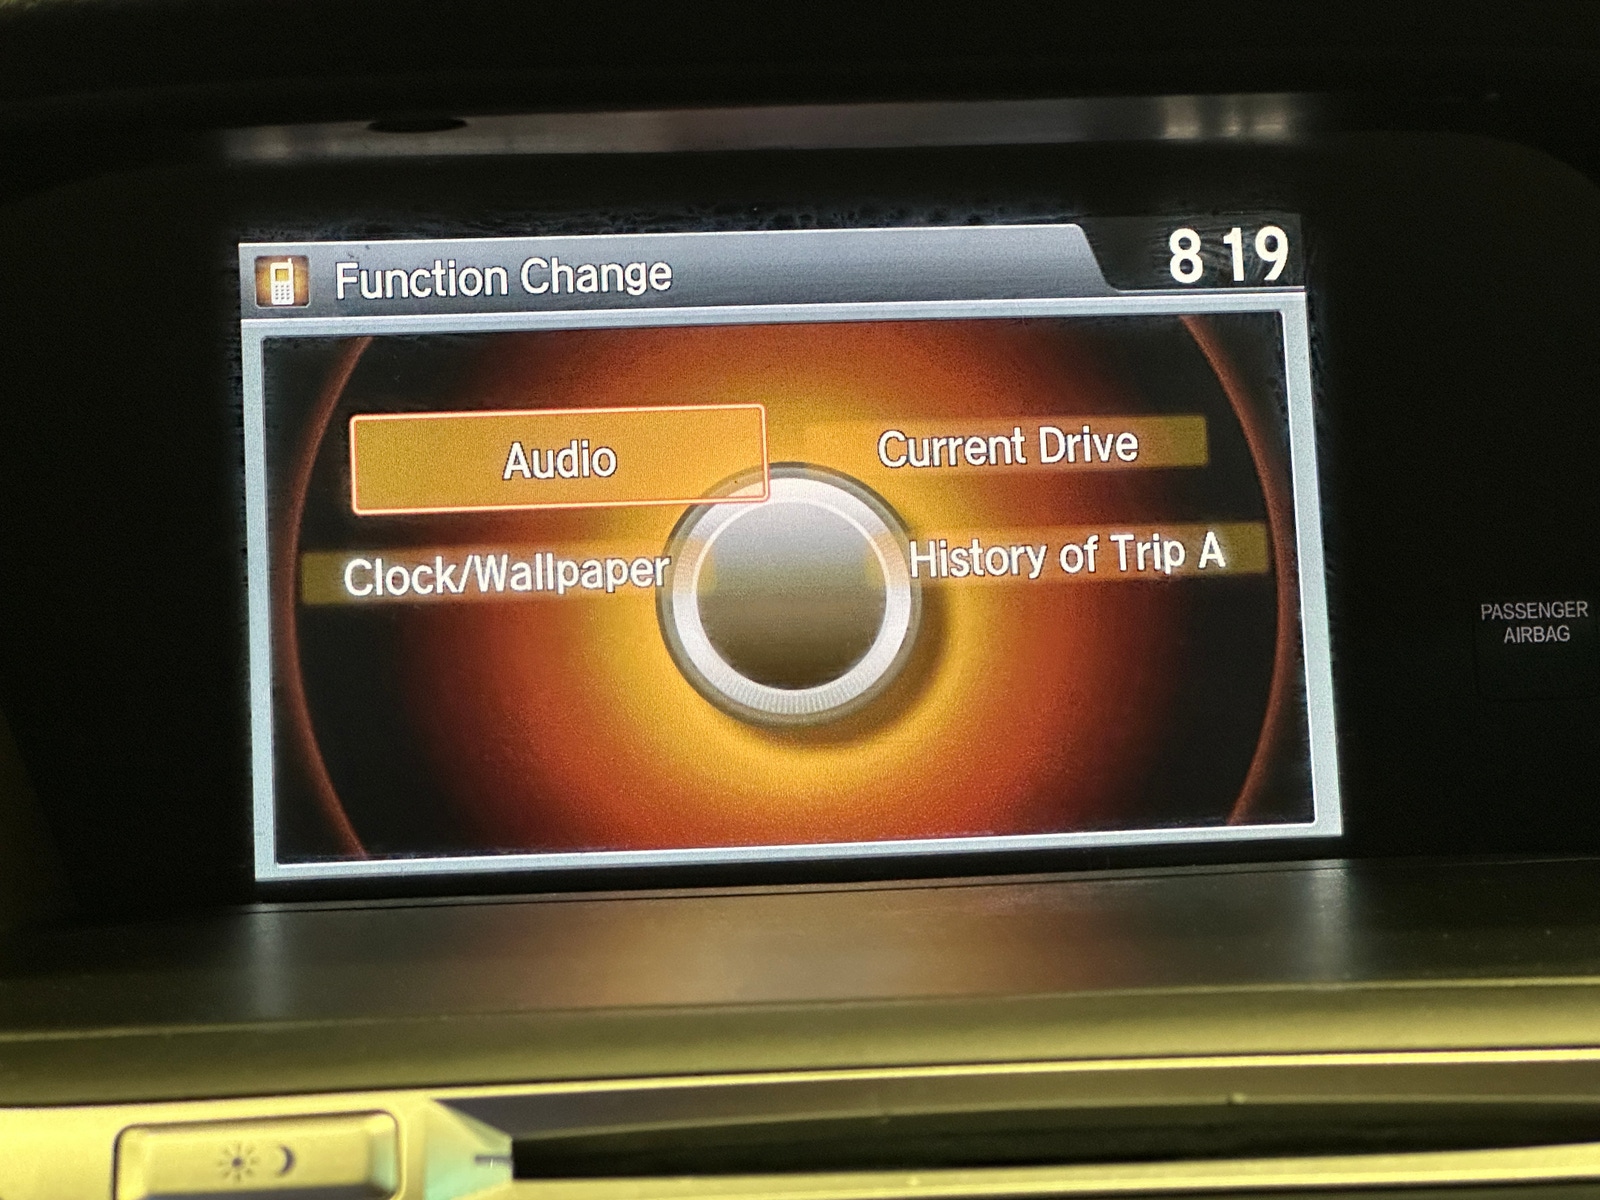 Function Change
8 19
Audio
Current Drive
Clock/Wallpaper
History of Trip A
PASSENGER
AIRBAG